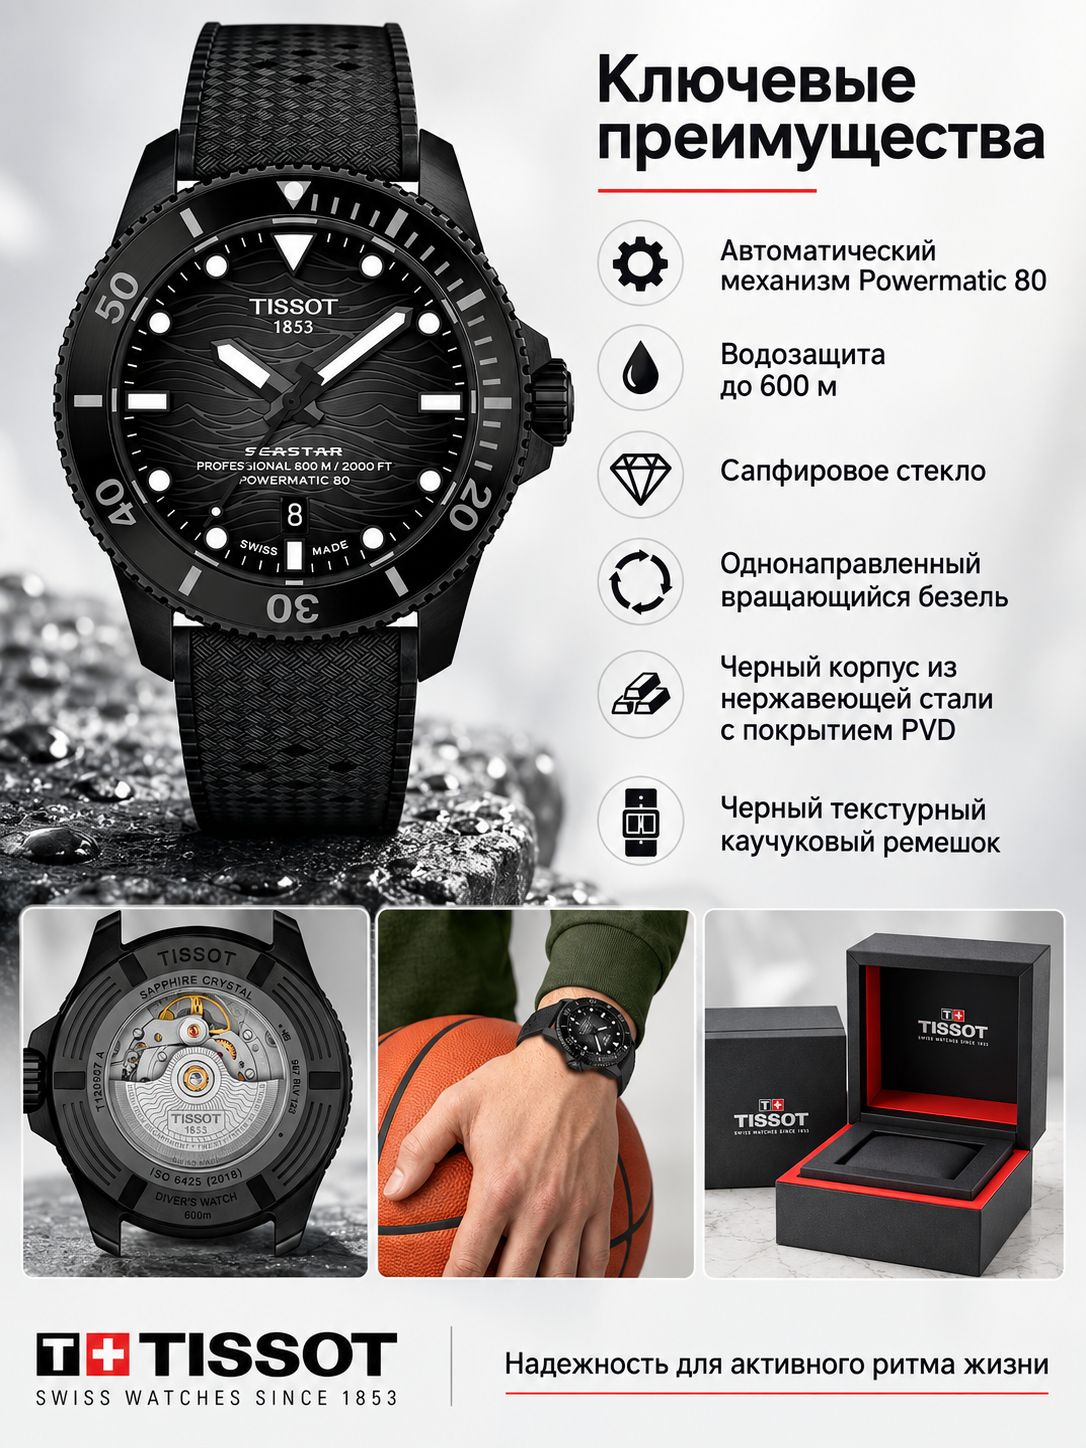 Ключевые
преимущества
Автоматический
механизм Powermatic 80
Водозащита
до 600 м
Сапфировое стекло
Однонаправленный
вращающийся безель
Черный корпус из
нержавеющей стали
с покрытием PVD
Черный текстурный
каучуковый ремешок
50
40
30
20
TISSOT
1853
SEASTAR
PROFESSIONAL 600 M / 2000 FT
POWERMATIC 80
8
SWISS MADE
TISSOT
SAPPHIRE CRYSTAL
T120907 A
TISSOT
1853
ISO 6425 (2018)
DIVER'S WATCH
600m
TISSOT
SWISS WATCHES SINCE 1853
TISSOT
SWISS WATCHES SINCE 1853
T+ TISSOT
SWISS WATCHES SINCE 1853
Надежность для активного ритма жизни